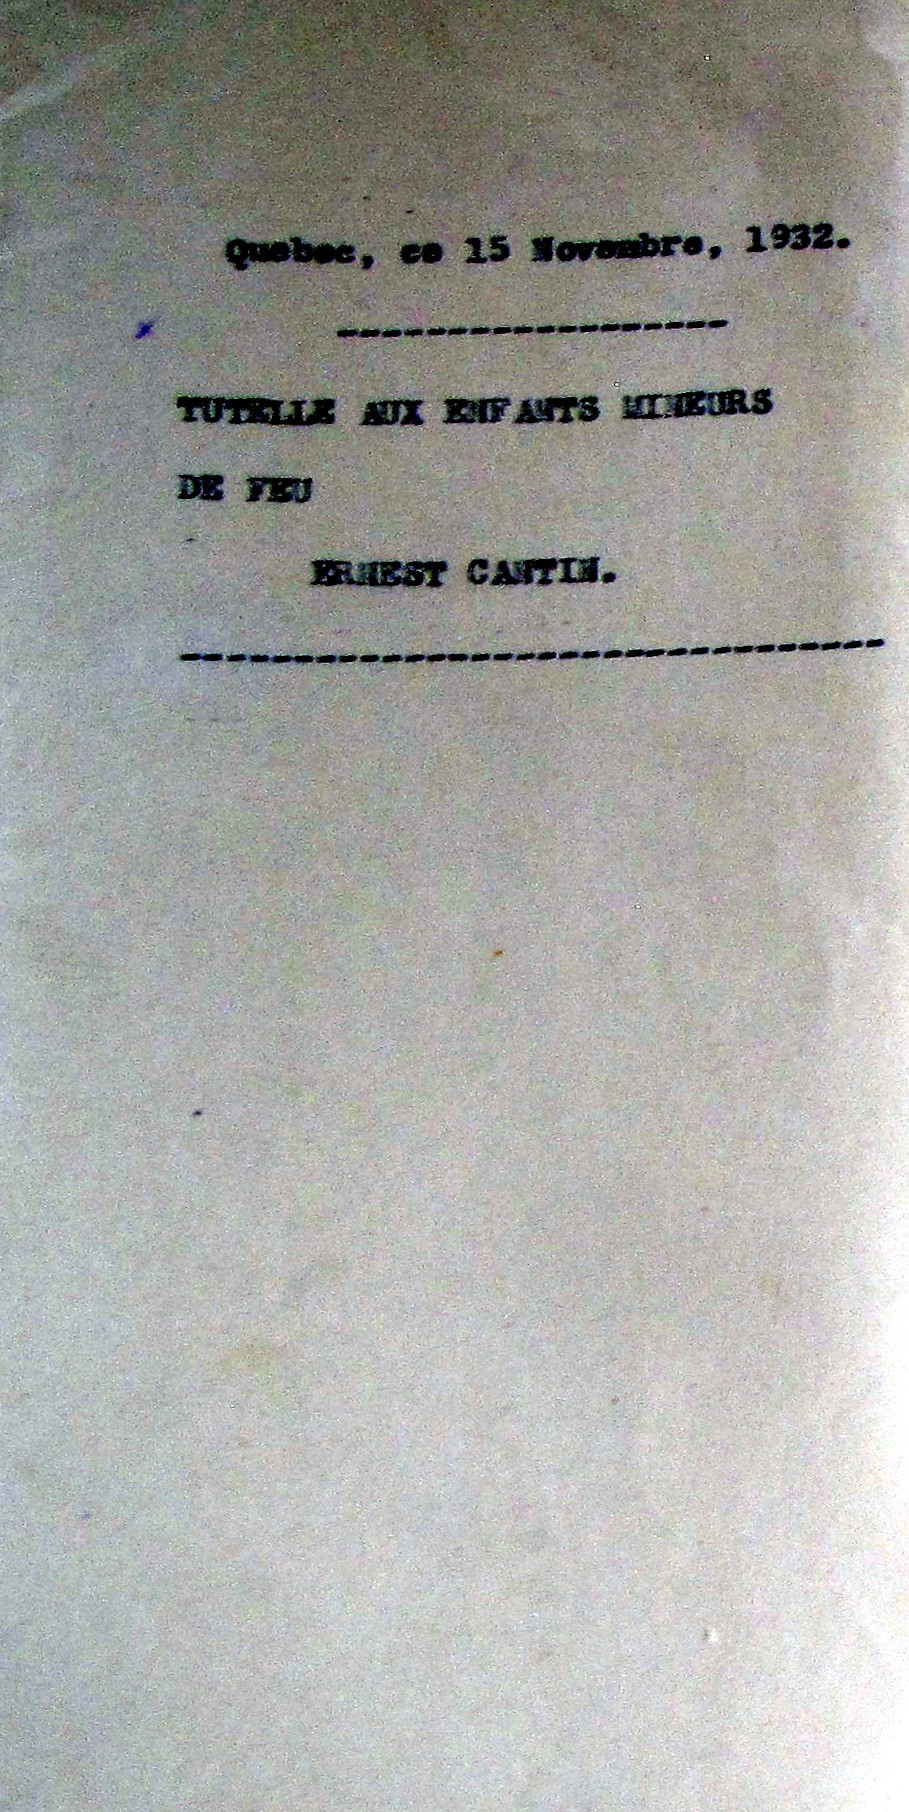 Quebec, ce 15 Novembre, 1932.
------------------
TUTELLE AUX ENFANTS MINEURS
DE FEU
ERNEST CANTIN.
--------------------------------